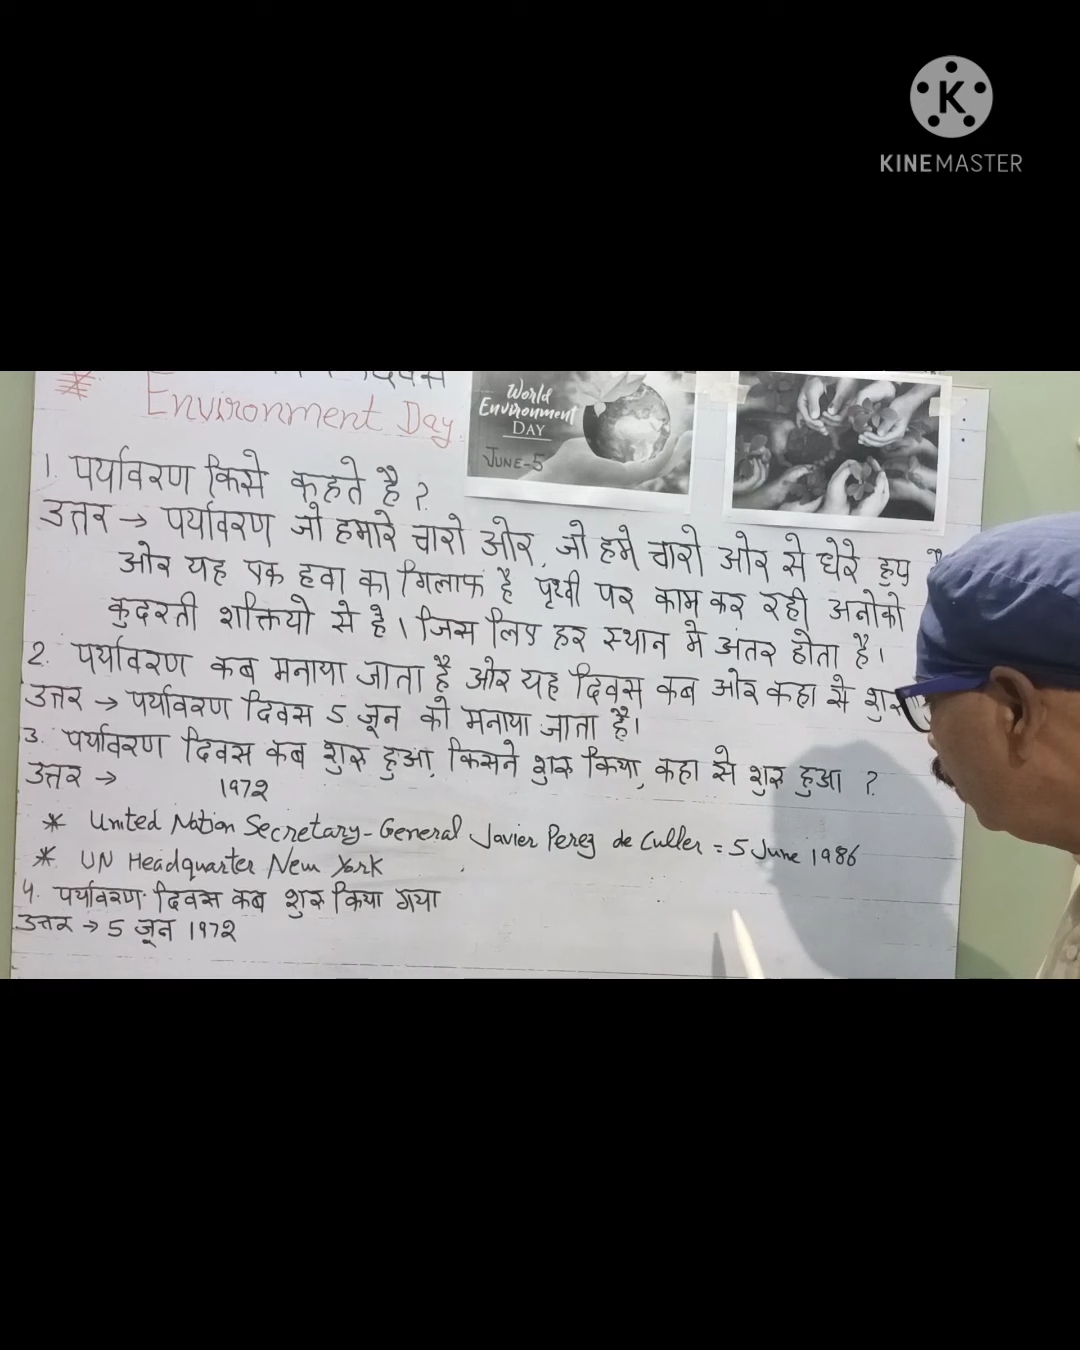 KINEMASTER
दिवस
Environment Day.
World
Environment
DAY
JUNE-5
1. पर्यावरण किसे कहते है ?
उत्तर → पर्यावरण जो हमारे चारो ओर, जो हमे चारो ओर से घेरे हुए है
ओर यह एक हवा का गिलाफ है पृथ्वी पर काम कर रही अनोको
कुदरती शक्तियो से है। जिस लिए हर स्थान मे अंतर होता है।
2. पर्यावरण कब मनाया जाता है ओर यह दिवस कब ओर कहा से शुरु
उत्तर → पर्यावरण दिवस 5 जून को मनाया जाता है।
3. पर्यावरण दिवस कब शुरु हुआ, किसने शुरु किया, कहा से शुरु हुआ ?
उत्तर → 1972
* United Nation Secretary-General Javier Perez de Culler = 5 June 1986
* UN Headquarter New York
4. पर्यावरण दिवस कब शुरु किया गया
उत्तर → 5 जून 1972